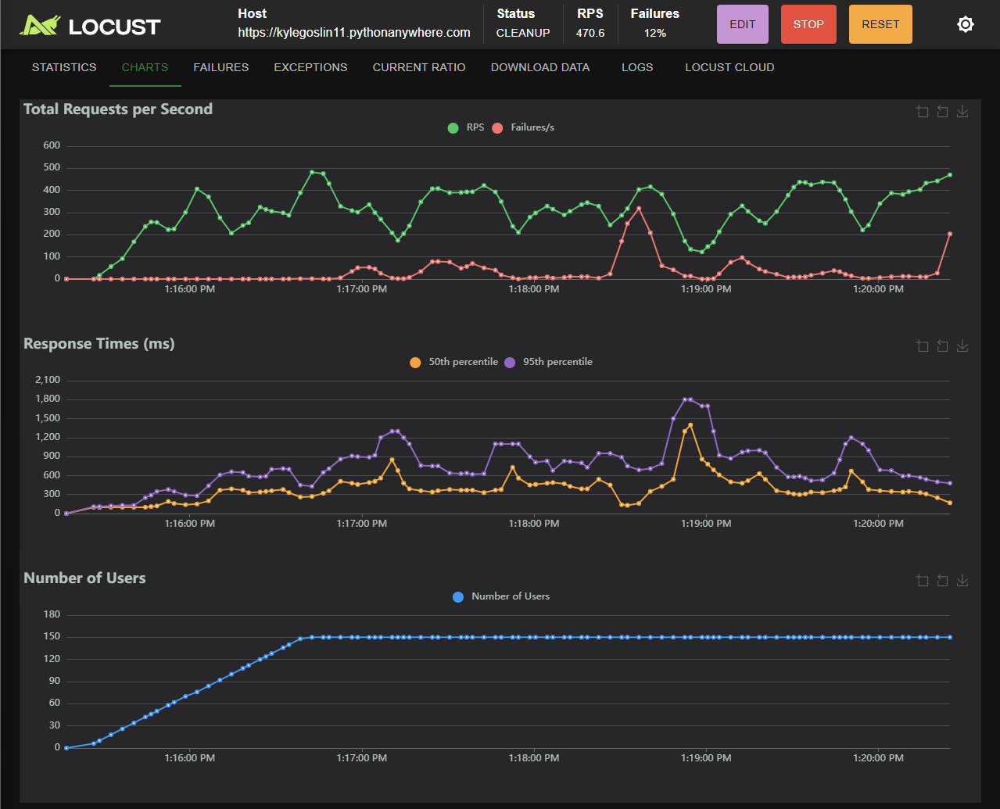 LOCUST
Host
https://kylegoslin11.pythonanywhere.com
Status
CLEANUP
RPS
470.6
Failures
12%
EDIT
STOP
RESET
STATISTICS CHARTS FAILURES EXCEPTIONS CURRENT RATIO DOWNLOAD DATA LOGS LOCUST CLOUD
Total Requests per Second
RPS Failures/s
600
500
400
300
200
100
0
1:16:00 PM 1:17:00 PM 1:18:00 PM 1:19:00 PM 1:20:00 PM
Response Times (ms)
50th percentile 95th percentile
2,100
1,800
1,500
1,200
900
600
300
0
1:16:00 PM 1:17:00 PM 1:18:00 PM 1:19:00 PM 1:20:00 PM
Number of Users
Number of Users
180
150
120
90
60
30
0
1:16:00 PM 1:17:00 PM 1:18:00 PM 1:19:00 PM 1:20:00 PM